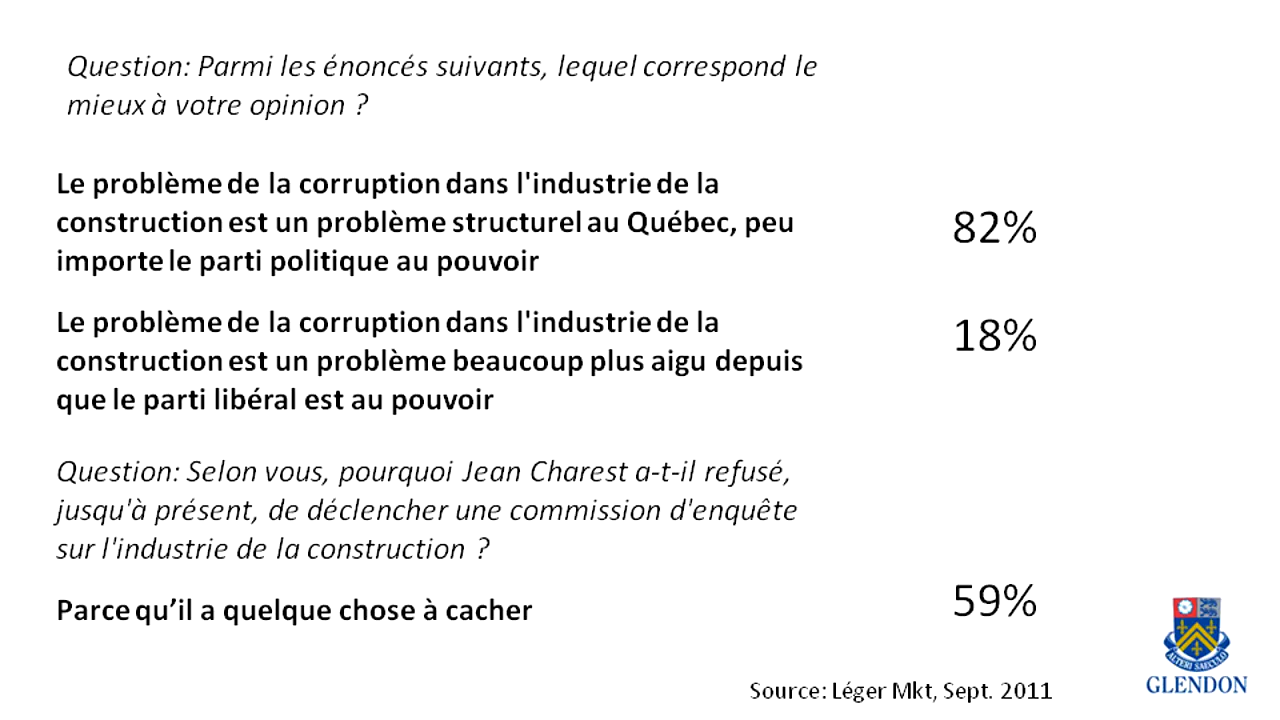 Question: Parmi les énoncés suivants, lequel correspond le
mieux à votre opinion ?
Le problème de la corruption dans l'industrie de la
construction est un problème structurel au Québec, peu
importe le parti politique au pouvoir
82%
Le problème de la corruption dans l'industrie de la
construction est un problème beaucoup plus aigu depuis
que le parti libéral est au pouvoir
18%
Question: Selon vous, pourquoi Jean Charest a-t-il refusé,
jusqu'à présent, de déclencher une commission d'enquête
sur l'industrie de la construction ?
Parce qu’il a quelque chose à cacher
59%
Source: Léger Mkt, Sept. 2011
ALTERI SAECULO
GLENDON